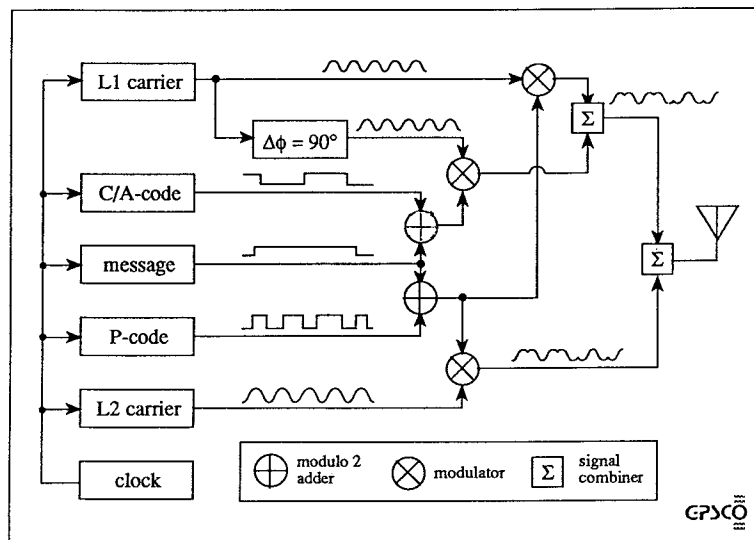 L1 carrier
Δϕ = 90°
Σ
C/A-code
message
Σ
P-code
L2 carrier
clock
modulo 2
adder
modulator
Σ
signal
combiner
GPSCO